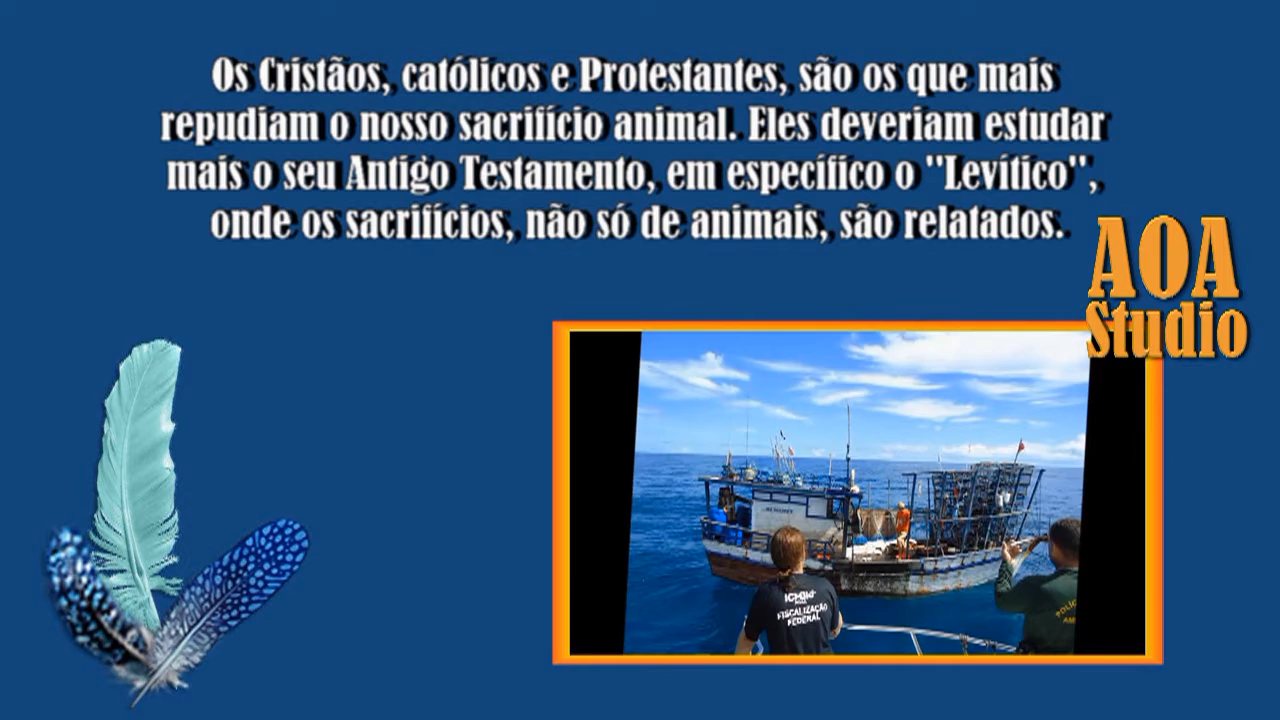 Os Cristãos, católicos e Protestantes, são os que mais
repudiam o nosso sacrifício animal. Eles deveriam estudar
mais o seu Antigo Testamento, em específico o "Levítico",
onde os sacrifícios, não só de animais, são relatados.
AOA
Studio
ICMBio
FISCALIZAÇÃO
FEDERAL